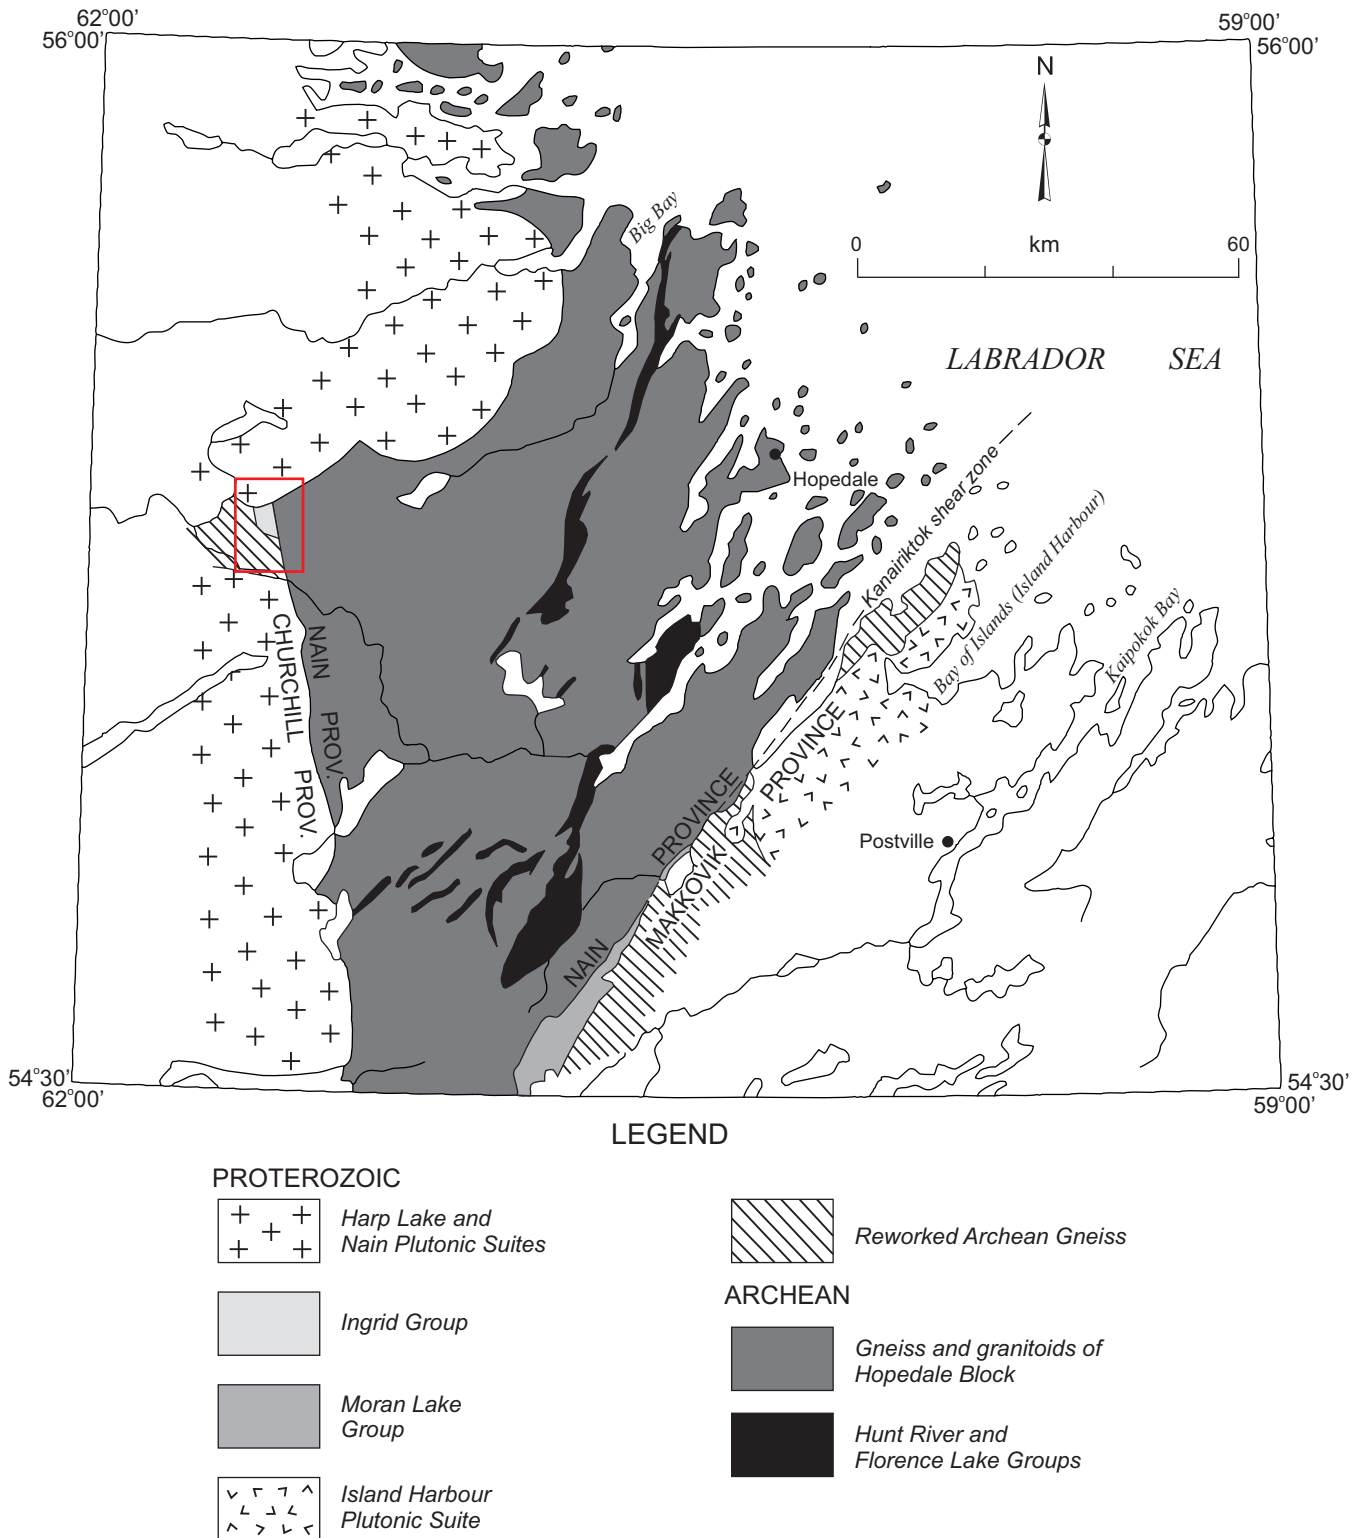 62°00’
56°00’
59°00’
56°00’
N
0 km 60
Big Bay
LABRADOR SEA
Hopedale
Kanairiktok shear zone
Bay of Islands (Island Harbour)
Kaipokok Bay
CHURCHILL PROV.
NAIN PROV.
NAIN PROVINCE
MAKKOVIK PROVINCE
Postville
54°30’
62°00’
54°30’
59°00’
LEGEND
PROTEROZOIC
Harp Lake and
Nain Plutonic Suites
Ingrid Group
Moran Lake
Group
Island Harbour
Plutonic Suite
Reworked Archean Gneiss
ARCHEAN
Gneiss and granitoids of
Hopedale Block
Hunt River and
Florence Lake Groups